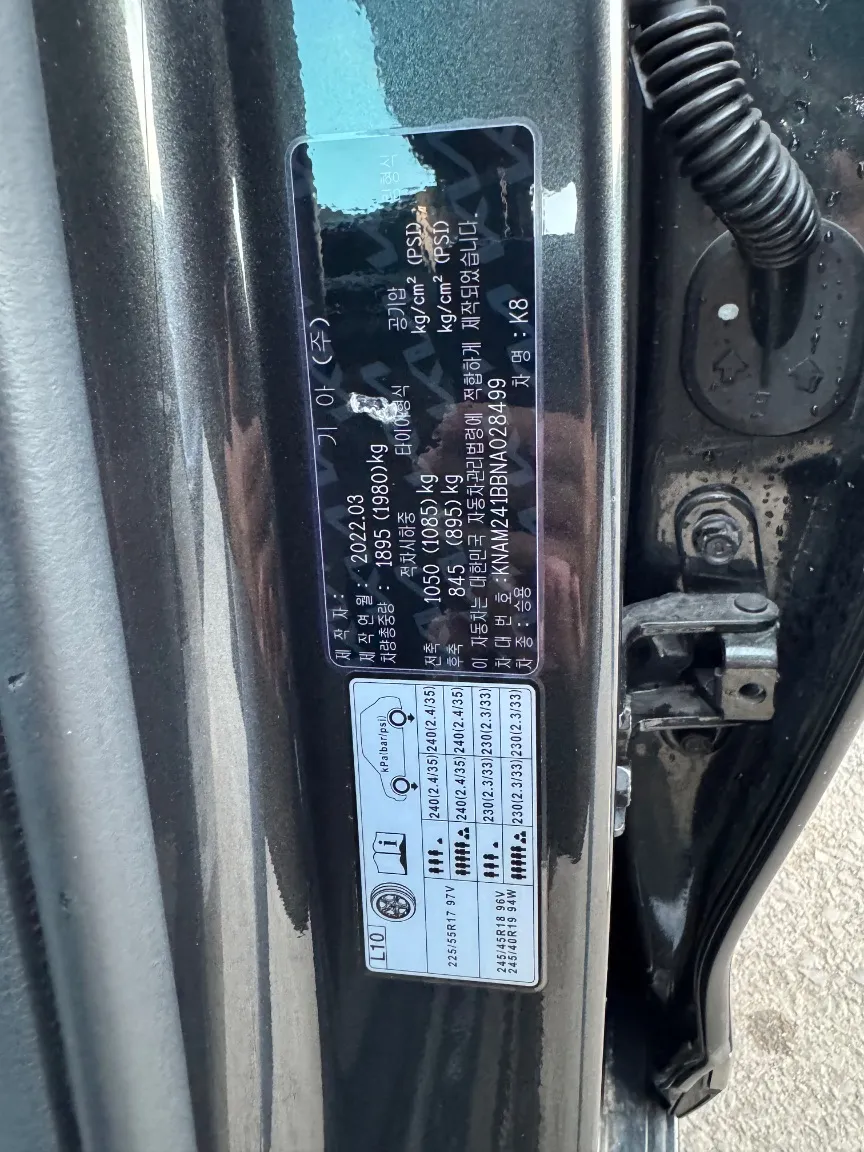 제 작 자 : 기 아 (주)
제 작 연 월 : 2022.03
차량총중량 : 1895 (1980)kg
적차시하중 타이어형식 공기압
전축 1050 (1085)kg kg/cm² (PSI)
후축 845 (895)kg kg/cm² (PSI)
이 자동차는 대한민국 자동차관리법령에 적합하게 제작되었습니다.
차 대 번 호 :KNAM241BBNA028499
차 종 : 승용 차 명 : K8
L10
i
kPa(bar/psi)
225/55R17 97V
240(2.4/35) 240(2.4/35)
240(2.4/35) 240(2.4/35)
245/45R18 96V
245/40R19 94W
230(2.3/33) 230(2.3/33)
230(2.3/33) 230(2.3/33)